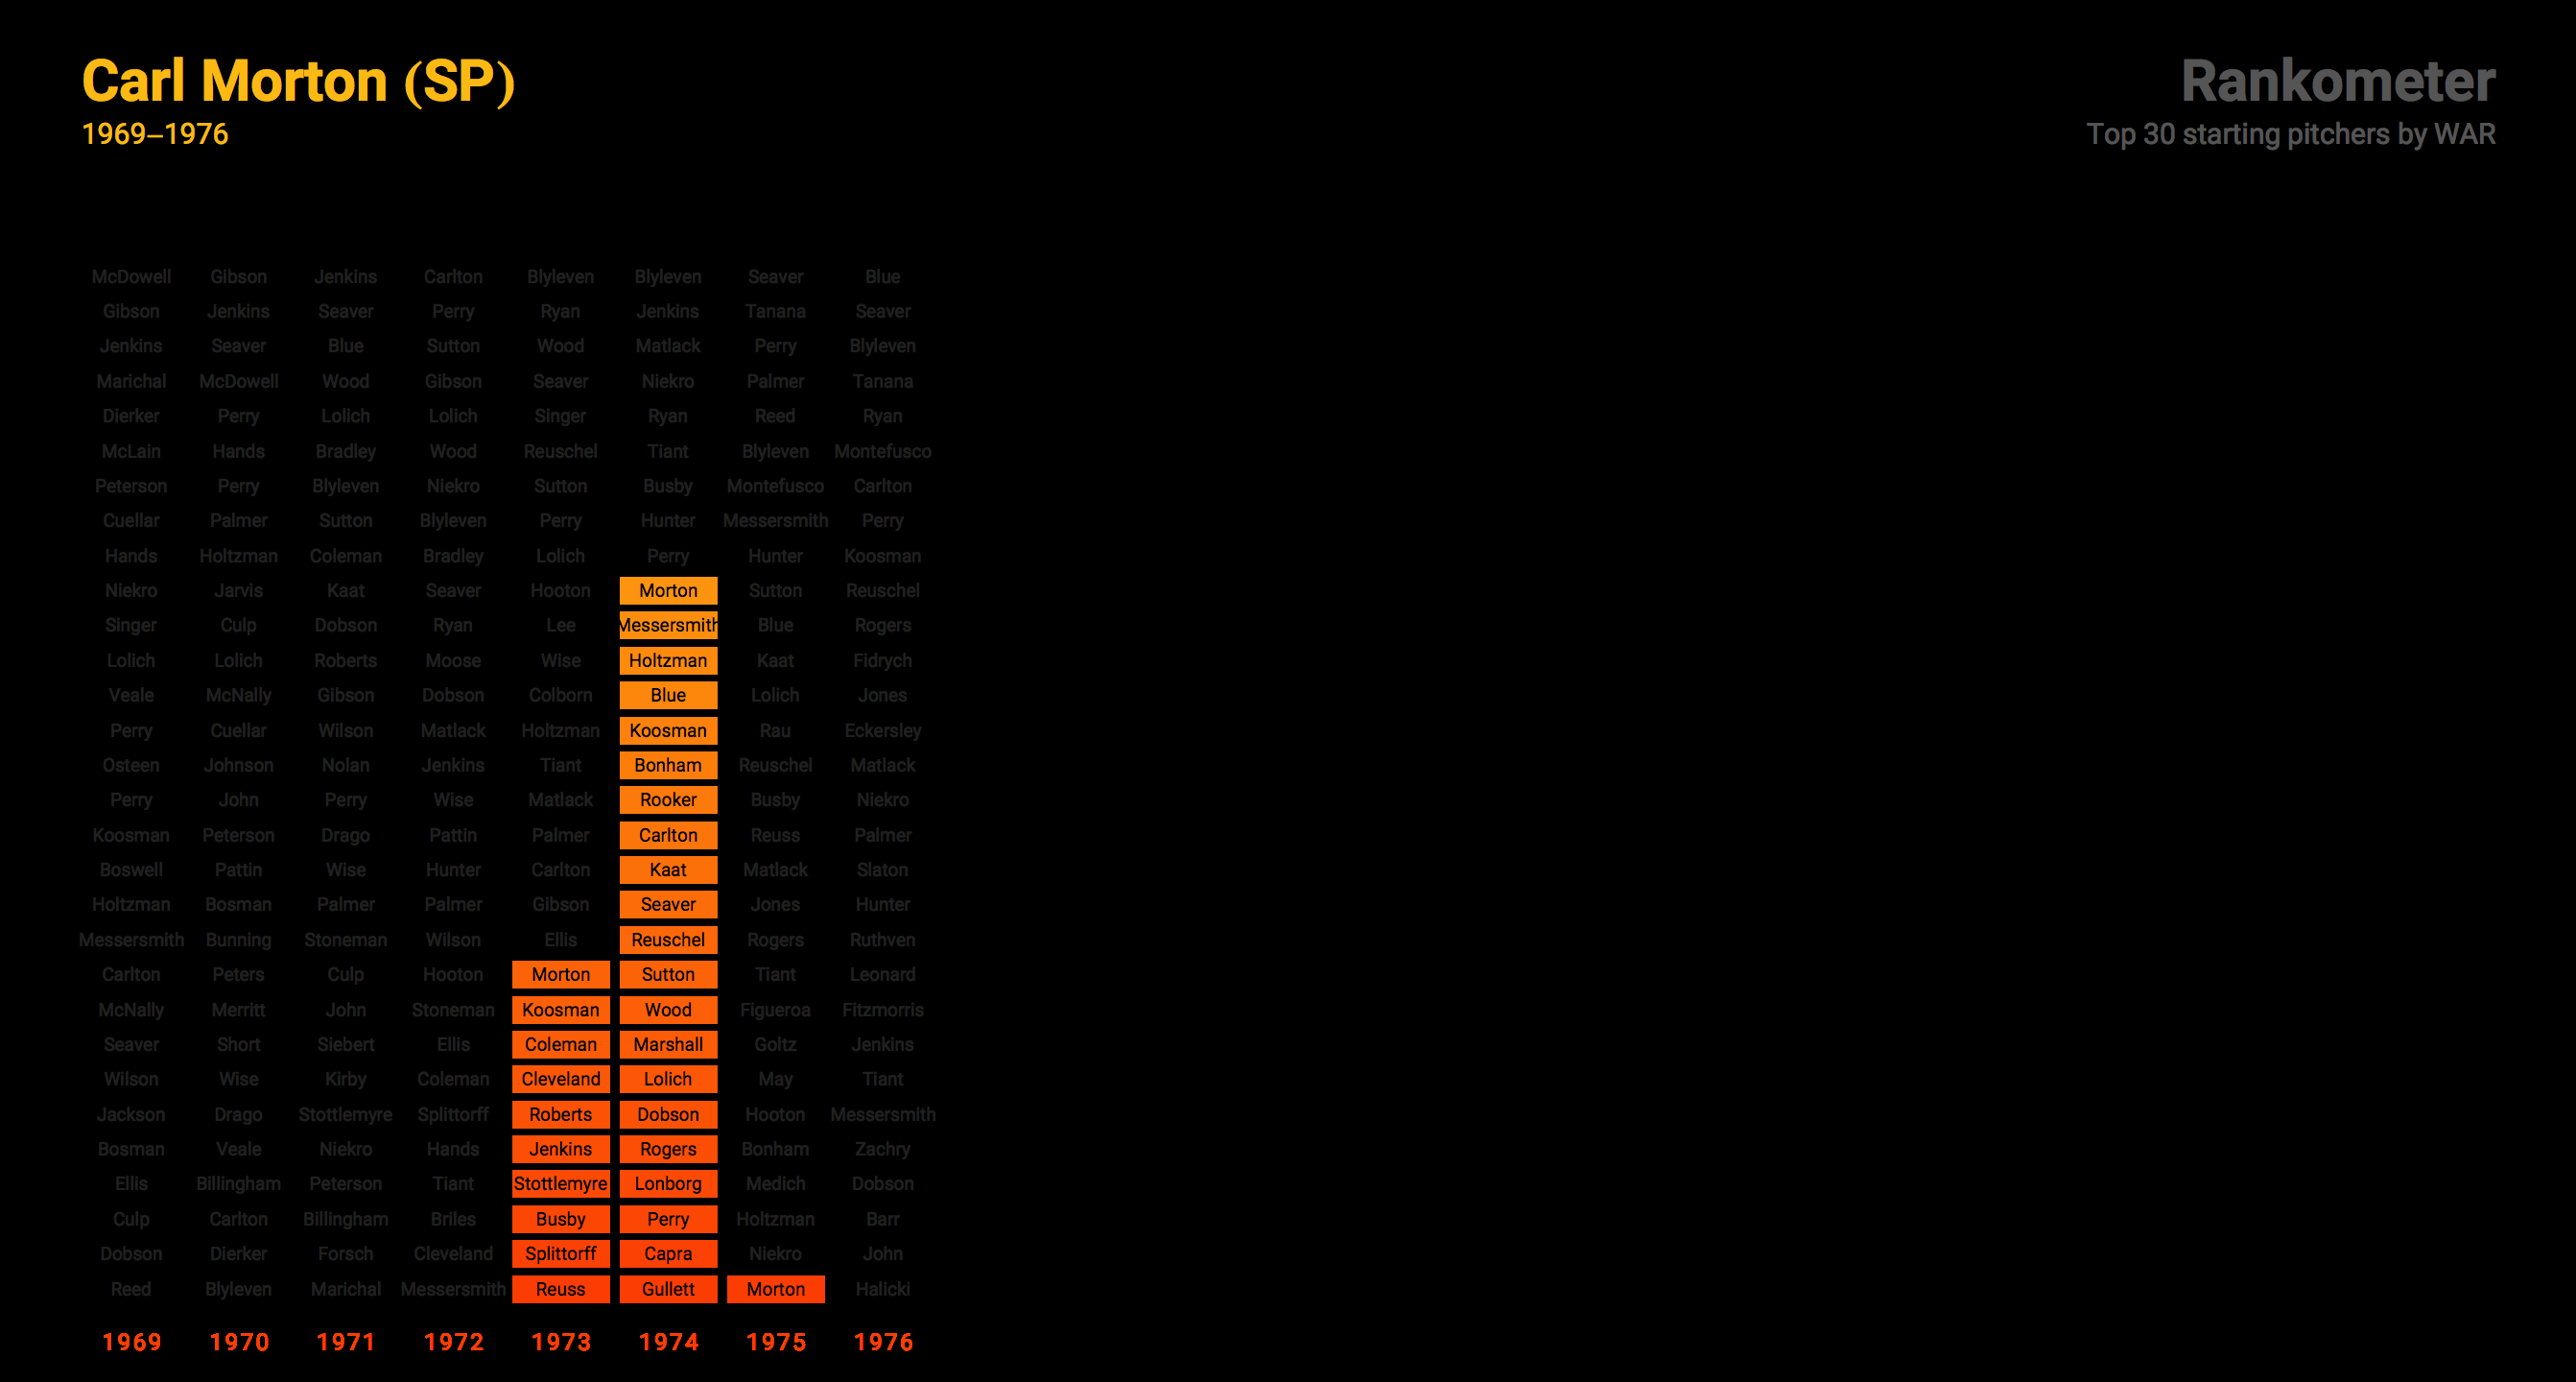 Carl Morton (SP)
1969–1976
Rankometer
Top 30 starting pitchers by WAR
McDowell Gibson Jenkins Carlton Blyleven Blyleven Seaver Blue
Gibson Jenkins Seaver Perry Ryan Jenkins Tanana Seaver
Jenkins Seaver Blue Sutton Wood Matlack Perry Blyleven
Marichal McDowell Wood Gibson Seaver Niekro Palmer Tanana
Dierker Perry Lolich Lolich Singer Ryan Reed Ryan
McLain Hands Bradley Wood Reuschel Tiant Blyleven Montefusco
Peterson Perry Blyleven Niekro Sutton Busby Montefusco Carlton
Cuellar Palmer Sutton Blyleven Perry Hunter Messersmith Perry
Hands Holtzman Coleman Bradley Lolich Perry Hunter Koosman
Niekro Jarvis Kaat Seaver Hooton Morton Sutton Reuschel
Singer Culp Dobson Ryan Lee Messersmith Blue Rogers
Lolich Lolich Roberts Moose Wise Holtzman Kaat Fidrych
Veale McNally Gibson Dobson Colborn Blue Lolich Jones
Perry Cuellar Wilson Matlack Holtzman Koosman Rau Eckersley
Osteen Johnson Nolan Jenkins Tiant Bonham Reuschel Matlack
Perry John Perry Wise Matlack Rooker Busby Niekro
Koosman Peterson Drago Pattin Palmer Carlton Reuss Palmer
Boswell Pattin Wise Hunter Carlton Kaat Matlack Slaton
Holtzman Bosman Palmer Palmer Gibson Seaver Jones Hunter
Messersmith Bunning Stoneman Wilson Ellis Reuschel Rogers Ruthven
Carlton Peters Culp Hooton Morton Sutton Tiant Leonard
McNally Merritt John Stoneman Koosman Wood Figueroa Fitzmorris
Seaver Short Siebert Ellis Coleman Marshall Goltz Jenkins
Wilson Wise Kirby Coleman Cleveland Lolich May Tiant
Jackson Drago Stottlemyre Splittorff Roberts Dobson Hooton Messersmith
Bosman Veale Niekro Hands Jenkins Rogers Bonham Zachry
Ellis Billingham Peterson Tiant Stottlemyre Lonborg Medich Dobson
Culp Carlton Billingham Briles Busby Perry Holtzman Barr
Dobson Dierker Forsch Cleveland Splittorff Capra Niekro John
Reed Blyleven Marichal Messersmith Reuss Gullett Morton Halicki
1969 1970 1971 1972 1973 1974 1975 1976